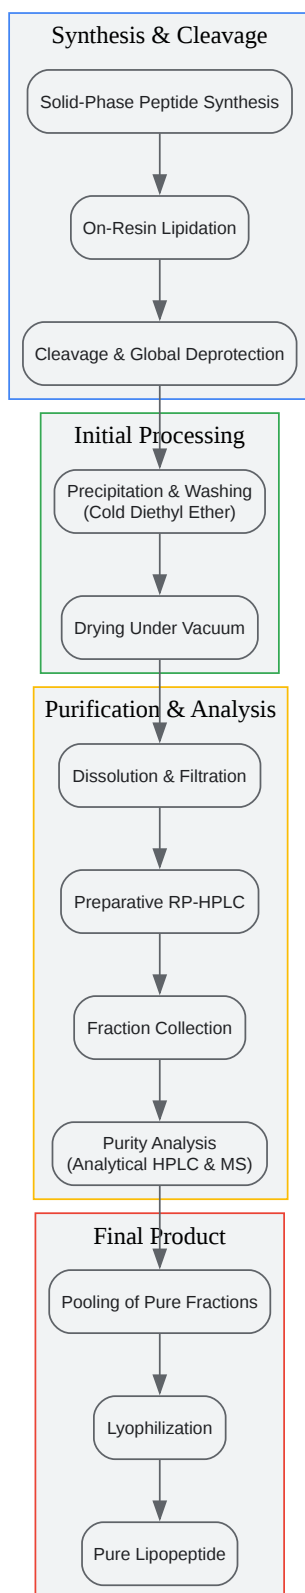 Synthesis & Cleavage
Solid-Phase Peptide Synthesis
On-Resin Lipidation
Cleavage & Global Deprotection
Initial Processing
Precipitation & Washing
(Cold Diethyl Ether)
Drying Under Vacuum
Purification & Analysis
Dissolution & Filtration
Preparative RP-HPLC
Fraction Collection
Purity Analysis
(Analytical HPLC & MS)
Final Product
Pooling of Pure Fractions
Lyophilization
Pure Lipopeptide